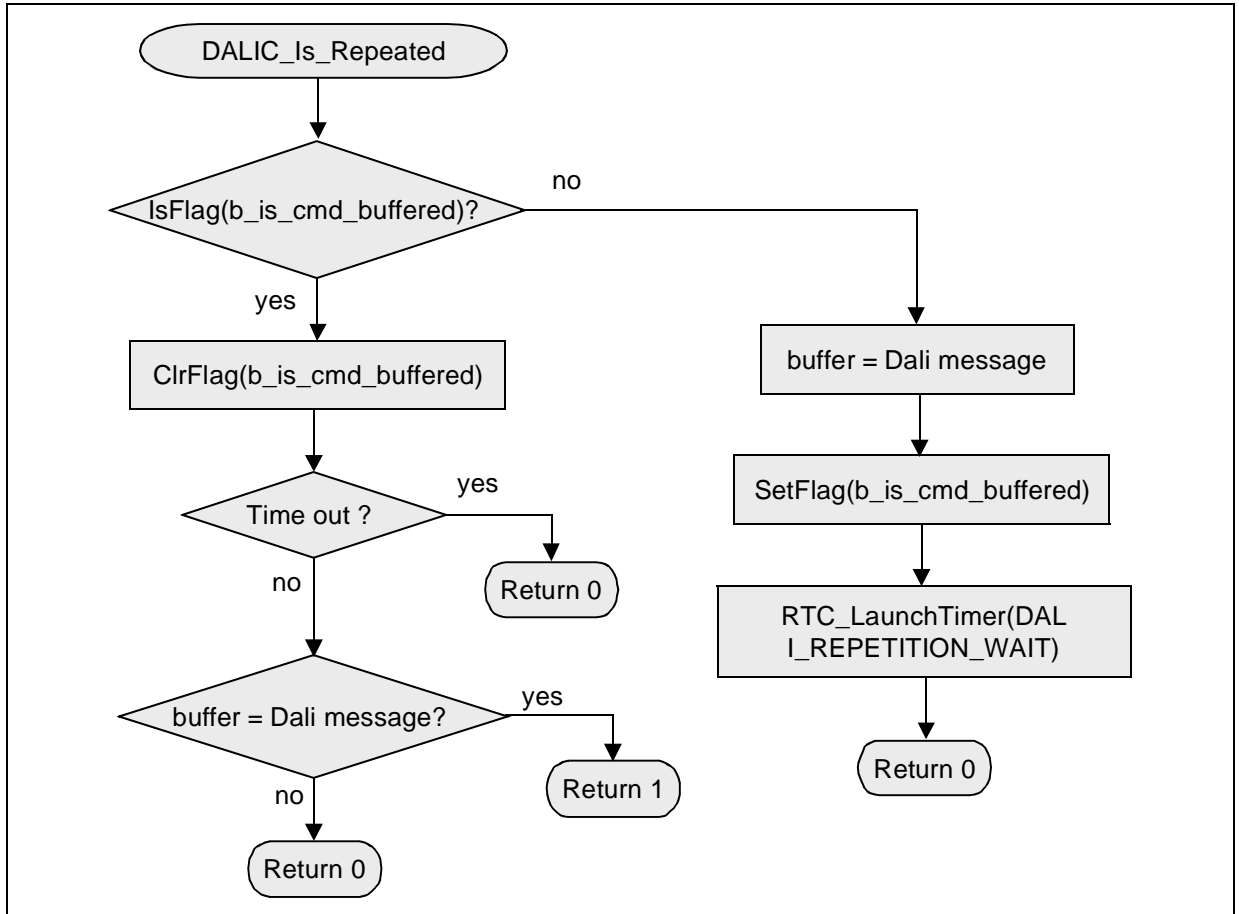 DALIC_Is_Repeated
IsFlag(b_is_cmd_buffered)?
no
yes
ClrFlag(b_is_cmd_buffered)
buffer = Dali message
Time out ?
yes
no
Return 0
SetFlag(b_is_cmd_buffered)
RTC_LaunchTimer(DAL
I_REPETITION_WAIT)
buffer = Dali message?
yes
no
Return 1
Return 0
Return 0